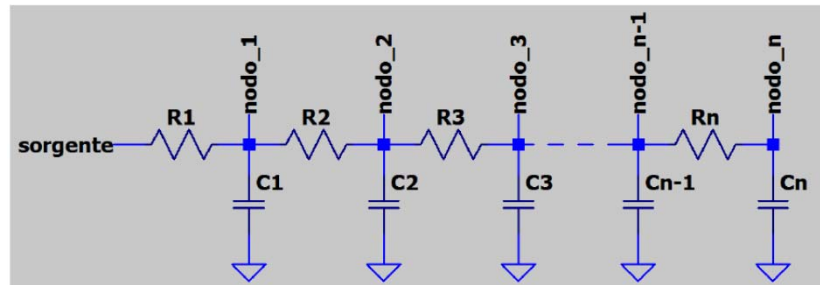 nodo_1
nodo_2
nodo_3
nodo_n-1
nodo_n
R1
R2
R3
Rn
sorgente
C1
C2
C3
Cn-1
Cn